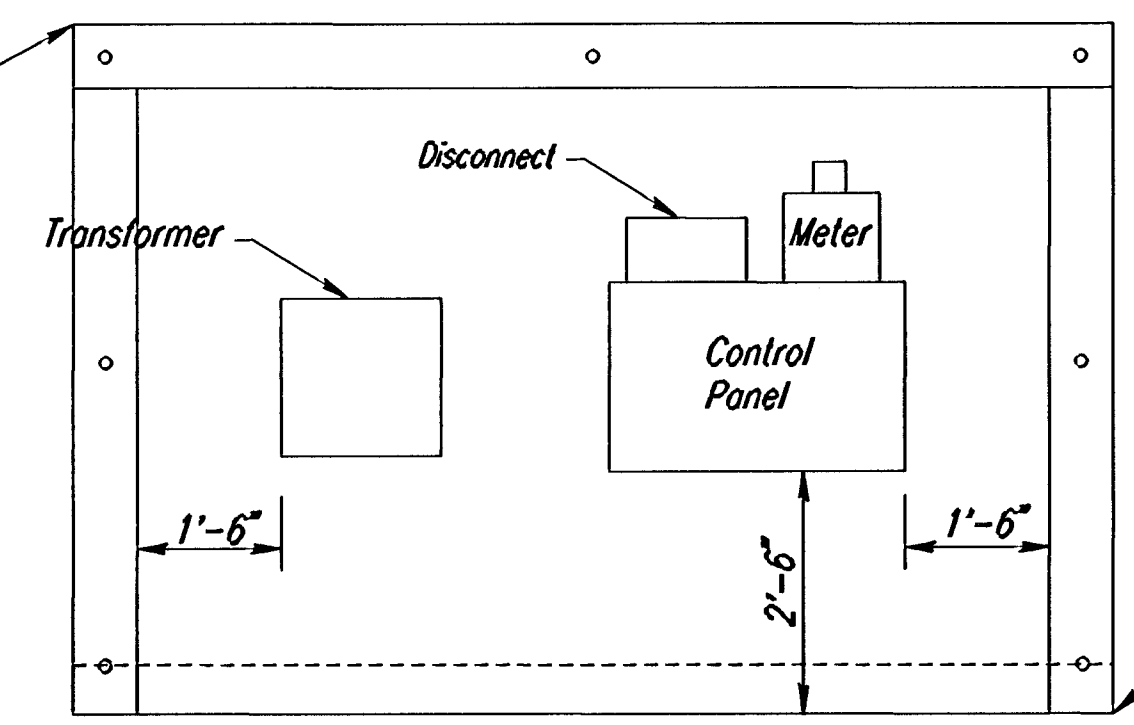 Disconnect
Transformer
Meter
Control
Panel
1'-6"
1'-6"
2'-6"